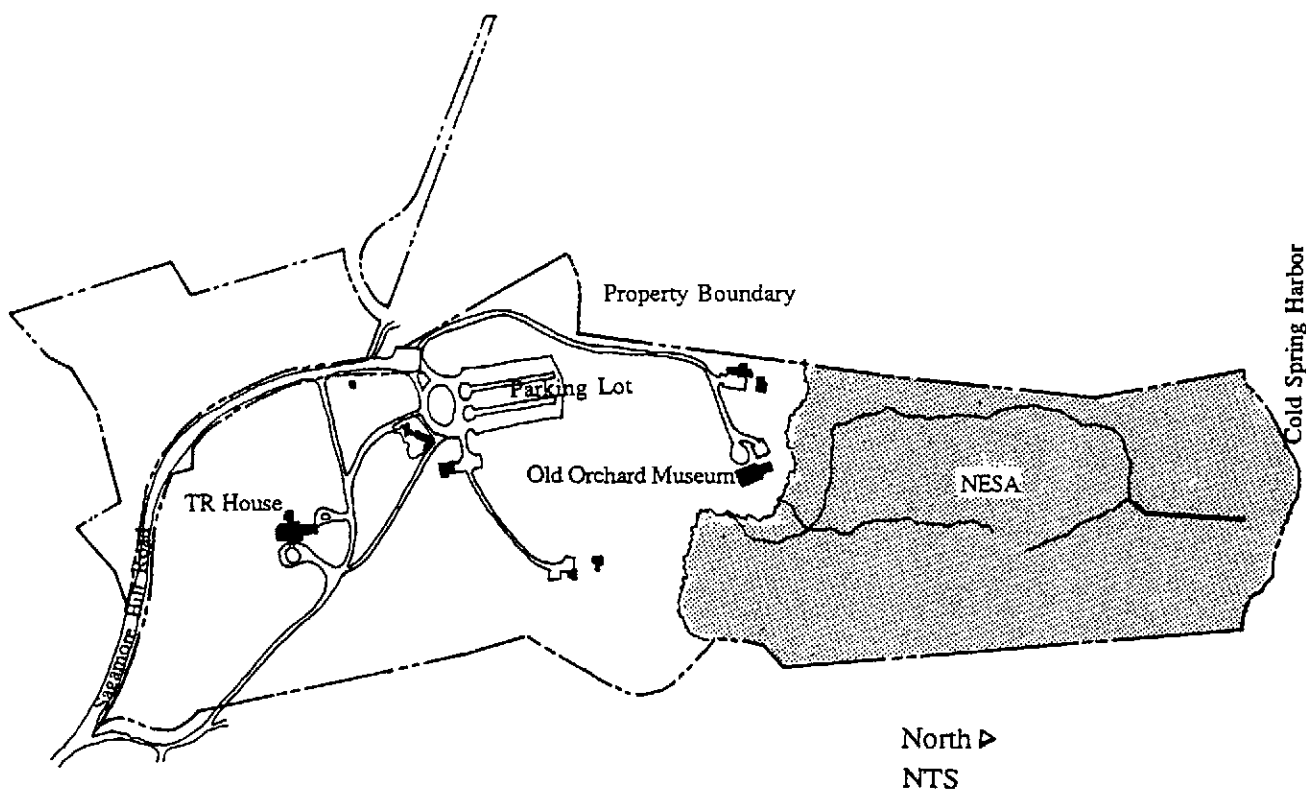 Property Boundary
Cold Spring Harbor
Parking Lot
Old Orchard Museum
NESA
TR House
Sagamore Hill Road
North
NTS